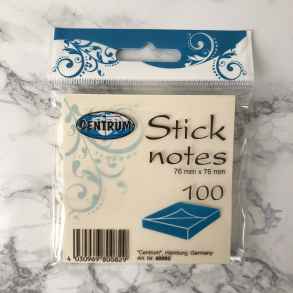 CENTRUM
Stick
notes
76 mm x 76 mm
100
4 030969 800829
"Centrum", Hamburg, Germany
Art. Nr. 80082